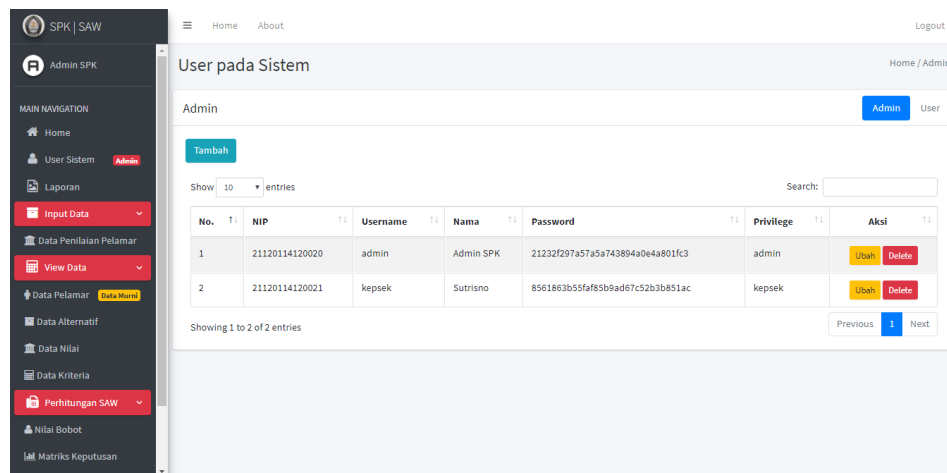 SPK | SAW
Home About Logout
Admin SPK
User pada Sistem
Home / Admin
MAIN NAVIGATION
Home
User Sistem Admin
Laporan
Input Data
Data Penilaian Pelamar
View Data
Data Pelamar Data Murni
Data Alternatif
Data Nilai
Data Kriteria
Perhitungan SAW
Nilai Bobot
Matriks Keputusan
Admin Admin User
Tambah
Show 10 entries Search:
No. NIP Username Nama Password Privilege Aksi
1 21120114120020 admin Admin SPK 21232f297a57a5a743894a0e4a801fc3 admin Ubah Delete
2 21120114120021 kepsek Sutrisno 8561863b55faf85b9ad67c52b3b851ac kepsek Ubah Delete
Showing 1 to 2 of 2 entries Previous 1 Next